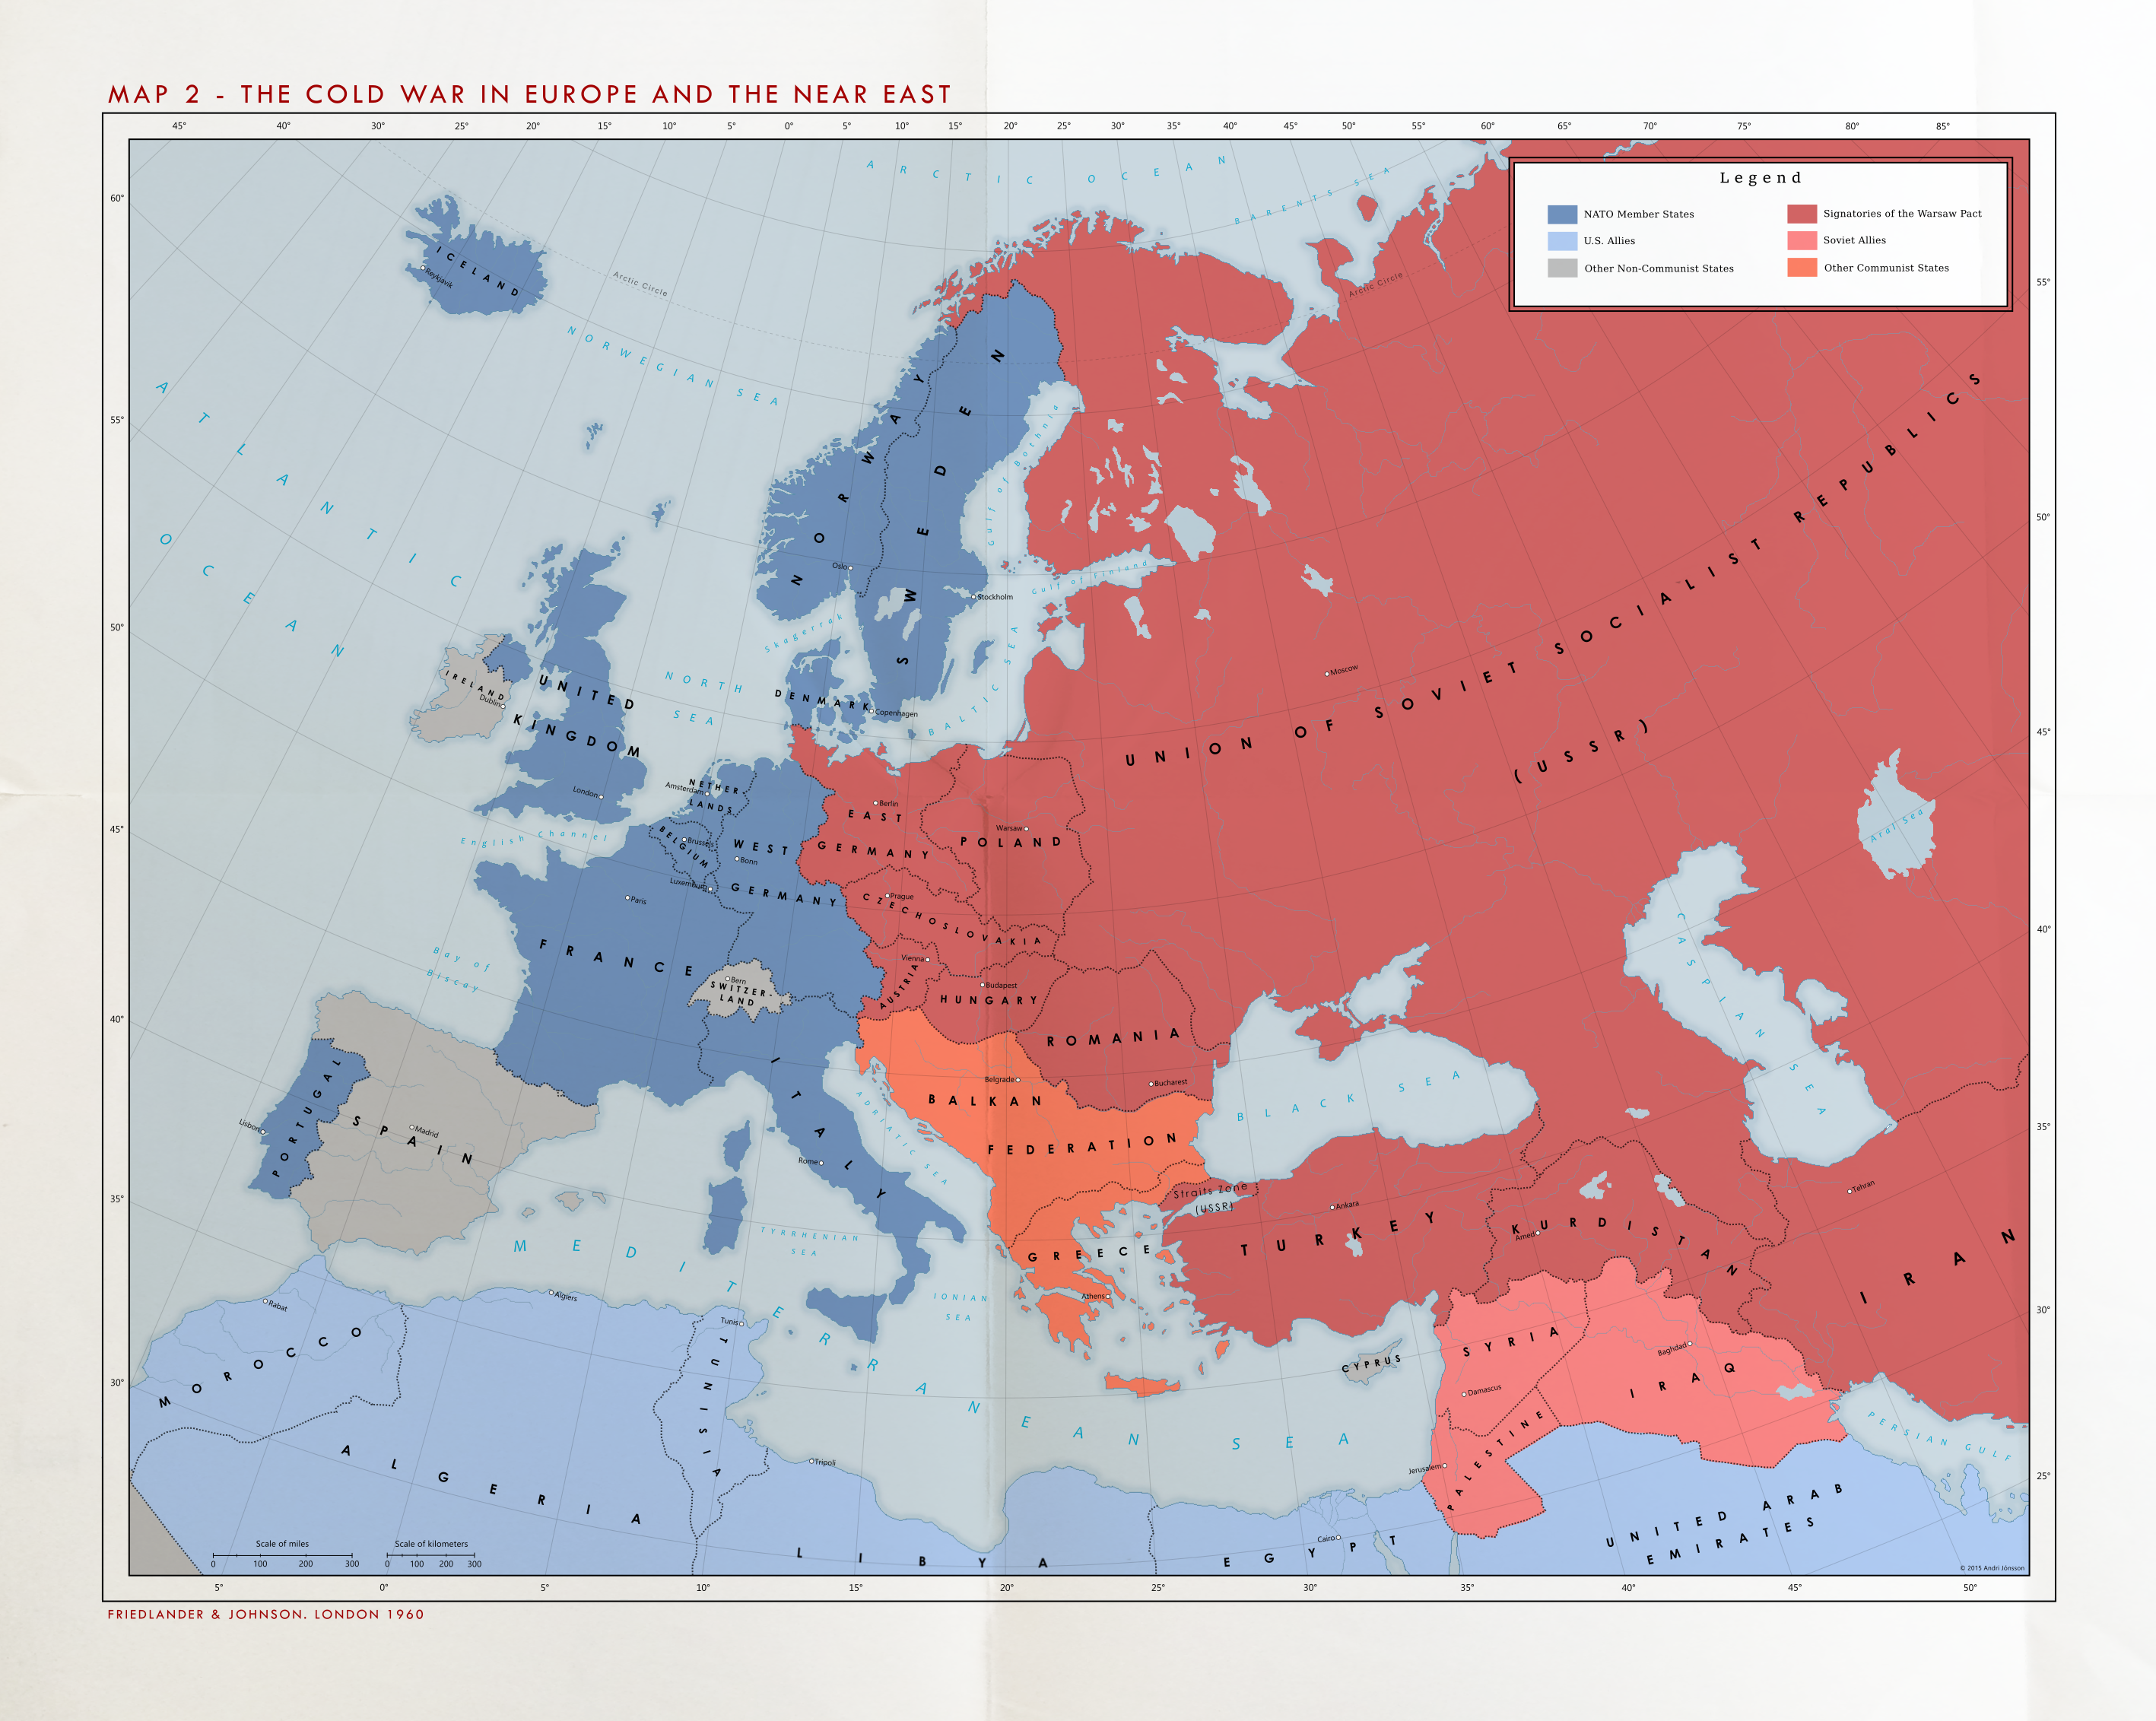 MAP 2 - THE COLD WAR IN EUROPE AND THE NEAR EAST
45° 40° 30° 25° 20° 15° 10° 5° 0° 5° 10° 15° 20° 25° 30° 35° 40° 45° 50° 55° 60° 65° 70° 75° 80° 85°
60°
55°
50°
45°
40°
35°
30°
55°
50°
45°
40°
35°
30°
25°
Legend
NATO Member States
U.S. Allies
Other Non-Communist States
Signatories of the Warsaw Pact
Soviet Allies
Other Communist States
ARCTIC OCEAN
BARENTS SEA
Arctic Circle
Arctic Circle
ICELAND
Reykjavik
NORWEGIAN SEA
ATLANTIC
OCEAN
NORWAY
Oslo
SWEDEN
Stockholm
Gulf of Bothnia
Gulf of Finland
Skagerrak
BALTIC SEA
NORTH
SEA
DENMARK
Copenhagen
IRELAND
Dublin
UNITED
KINGDOM
London
English Channel
NETHER-
LANDS
Amsterdam
BELGIUM
Brussels
Luxemburg
WEST
GERMANY
Bonn
EAST
GERMANY
Berlin
POLAND
Warsaw
CZECHOSLOVAKIA
Prague
AUSTRIA
Vienna
HUNGARY
Budapest
ROMANIA
Bucharest
UNION OF SOVIET SOCIALIST REPUBLICS
(USSR)
Moscow
Aral Sea
CASPIAN SEA
BLACK SEA
FRANCE
Paris
Bay of
Biscay
Bern
SWITZER-
LAND
ITALY
Rome
ADRIATIC SEA
TYRRHENIAN
SEA
IONIAN
SEA
PORTUGAL
Lisbon
SPAIN
Madrid
Belgrade
BALKAN
FEDERATION
GREECE
Athens
Straits Zone
(USSR)
TURKEY
Ankara
KURDISTAN
Amed
IRAN
Tehran
CYPRUS
SYRIA
Damascus
IRAQ
Baghdad
PALESTINE
Jerusalem
PERSIAN GULF
UNITED ARAB
EMIRATES
MEDITERRANEAN SEA
MOROCCO
Rabat
ALGERIA
Algiers
TUNISIA
Tunis
LIBYA
Tripoli
EGYPT
Cairo
Scale of miles
0 100 200 300
Scale of kilometers
0 100 200 300
© 2015 Andri Jónsson
5° 0° 5° 10° 15° 20° 25° 30° 35° 40° 45° 50°
FRIEDLANDER & JOHNSON. LONDON 1960